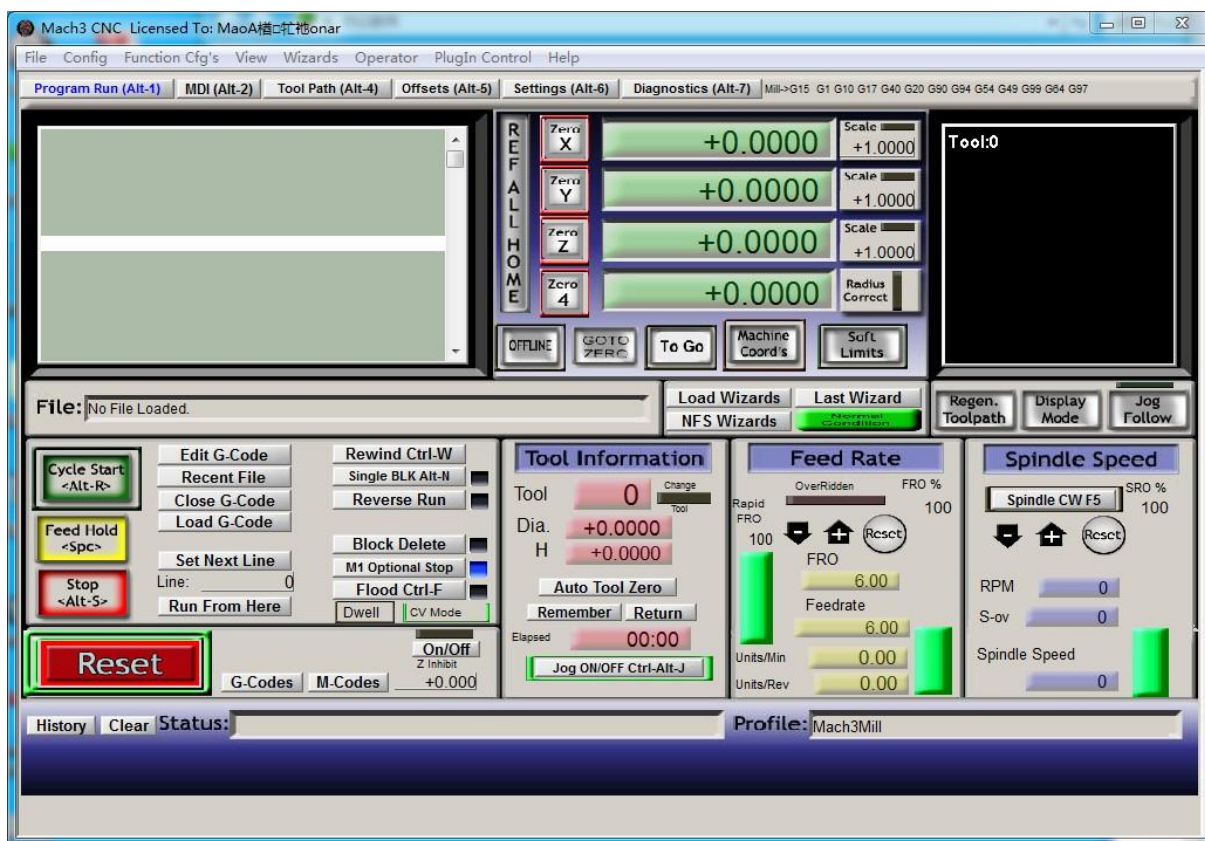 Mach3 CNC Licensed To: MaoA楿□牤祂onar
File Config Function Cfg's View Wizards Operator PlugIn Control Help
Program Run (Alt-1) MDI (Alt-2) Tool Path (Alt-4) Offsets (Alt-5) Settings (Alt-6) Diagnostics (Alt-7) Mill->G15 G1 G10 G17 G40 G20 G90 G94 G54 G49 G99 G64 G97
REF ALL HOME
Zero X +0.0000 Scale +1.0000
Zero Y +0.0000 Scale +1.0000
Zero Z +0.0000 Scale +1.0000
Zero 4 +0.0000 Radius Correct
OFFLINE GOTO ZERO To Go Machine Coord's Soft Limits
Tool:0
File: No File Loaded.
Load Wizards Last Wizard
NFS Wizards Normal Condition
Regen. Toolpath Display Mode Jog Follow
Cycle Start <Alt-R>
Feed Hold <Spc>
Stop <Alt-S>
Edit G-Code
Recent File
Close G-Code
Load G-Code
Set Next Line
Line: 0
Run From Here
Rewind Ctrl-W
Single BLK Alt-N
Reverse Run
Block Delete
M1 Optional Stop
Flood Ctrl-F
Dwell CV Mode
Reset
G-Codes M-Codes
On/Off
Z Inhibit
+0.000
Tool Information
Tool 0 Change Tool
Dia. +0.0000
H +0.0000
Auto Tool Zero
Remember Return
Elapsed 00:00
Jog ON/OFF Ctrl-Alt-J
Feed Rate
OverRidden FRO %
100
Rapid FRO
100
Reset
FRO
6.00
Feedrate
6.00
Units/Min 0.00
Units/Rev 0.00
Spindle Speed
Spindle CW F5 SRO %
100
Reset
RPM 0
S-ov 0
Spindle Speed
0
History Clear Status:
Profile: Mach3Mill